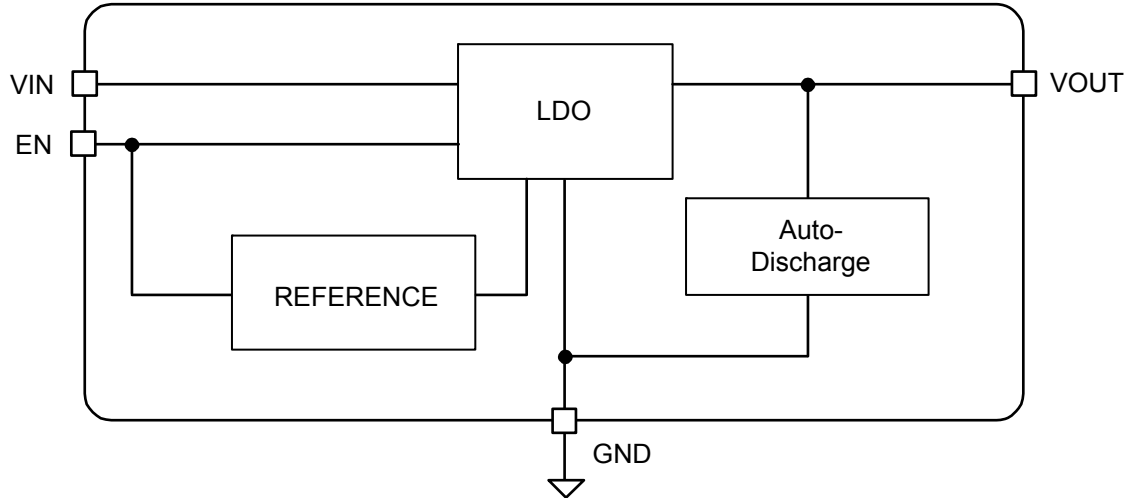 VIN
LDO
VOUT
EN
Auto-
Discharge
REFERENCE
GND